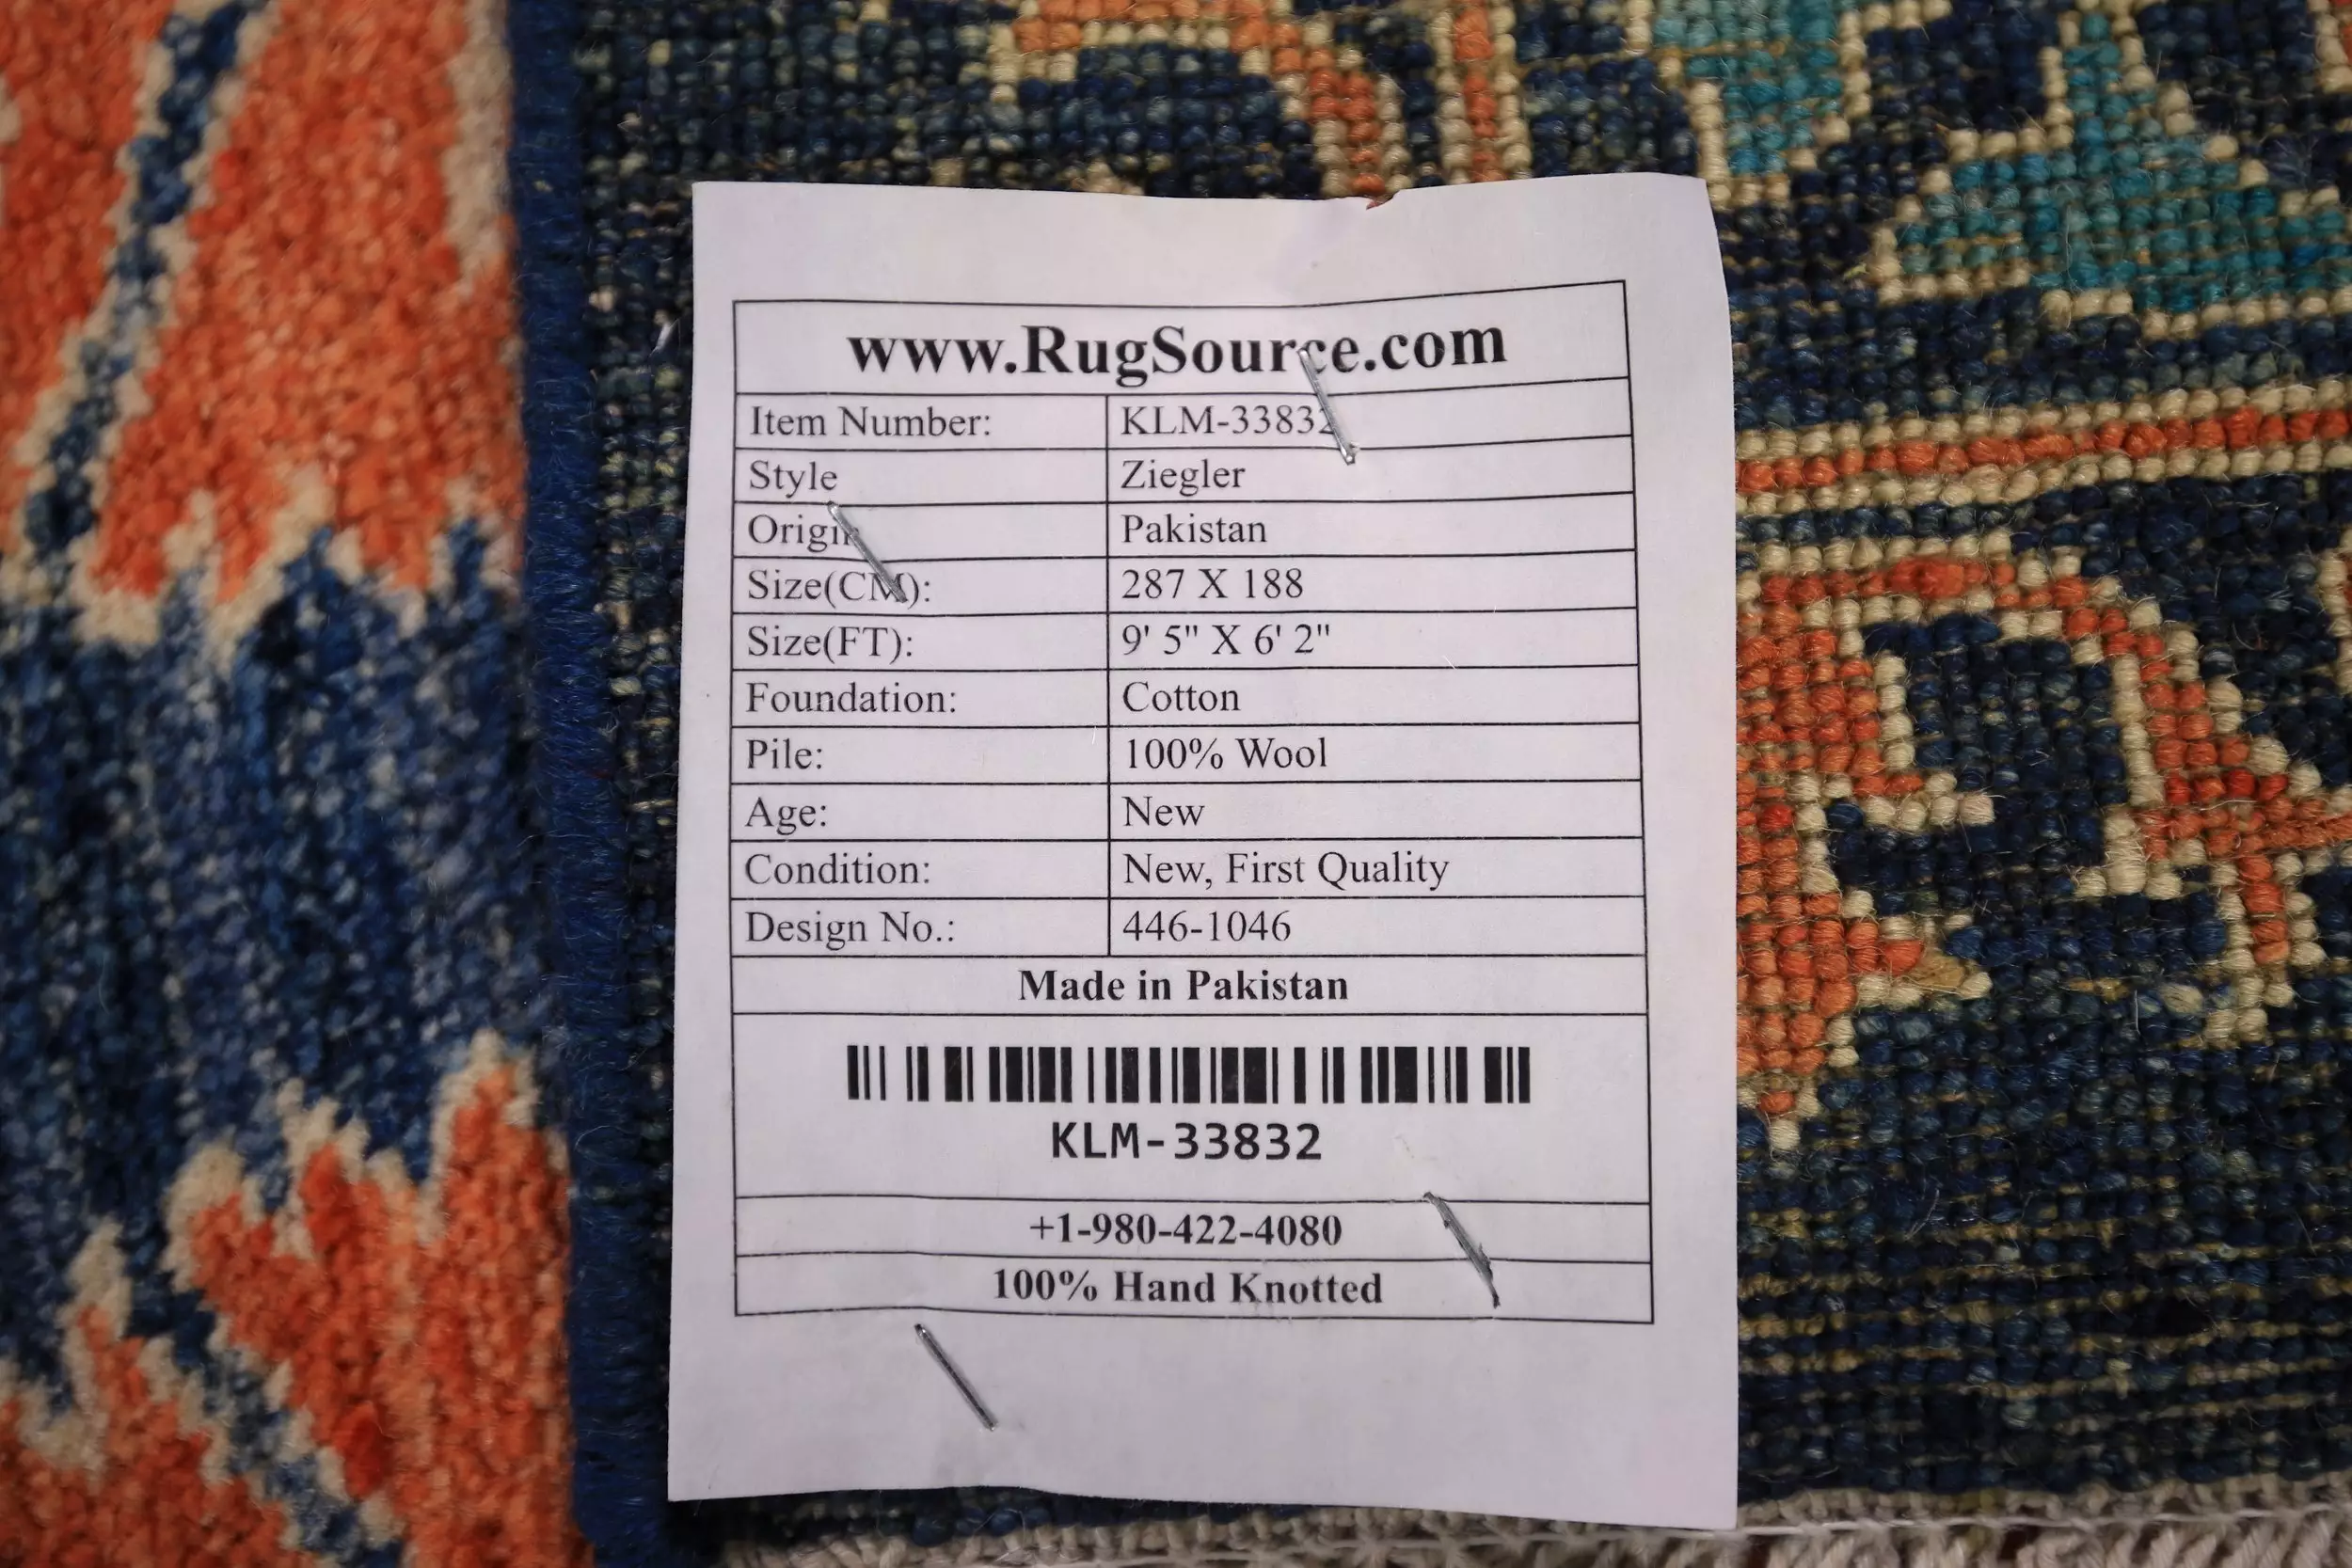 www.RugSource.com
Item Number: KLM-33832
Style Ziegler
Origin Pakistan
Size(CM): 287 X 188
Size(FT): 9' 5" X 6' 2"
Foundation: Cotton
Pile: 100% Wool
Age: New
Condition: New, First Quality
Design No.: 446-1046
Made in Pakistan
KLM-33832
+1-980-422-4080
100% Hand Knotted